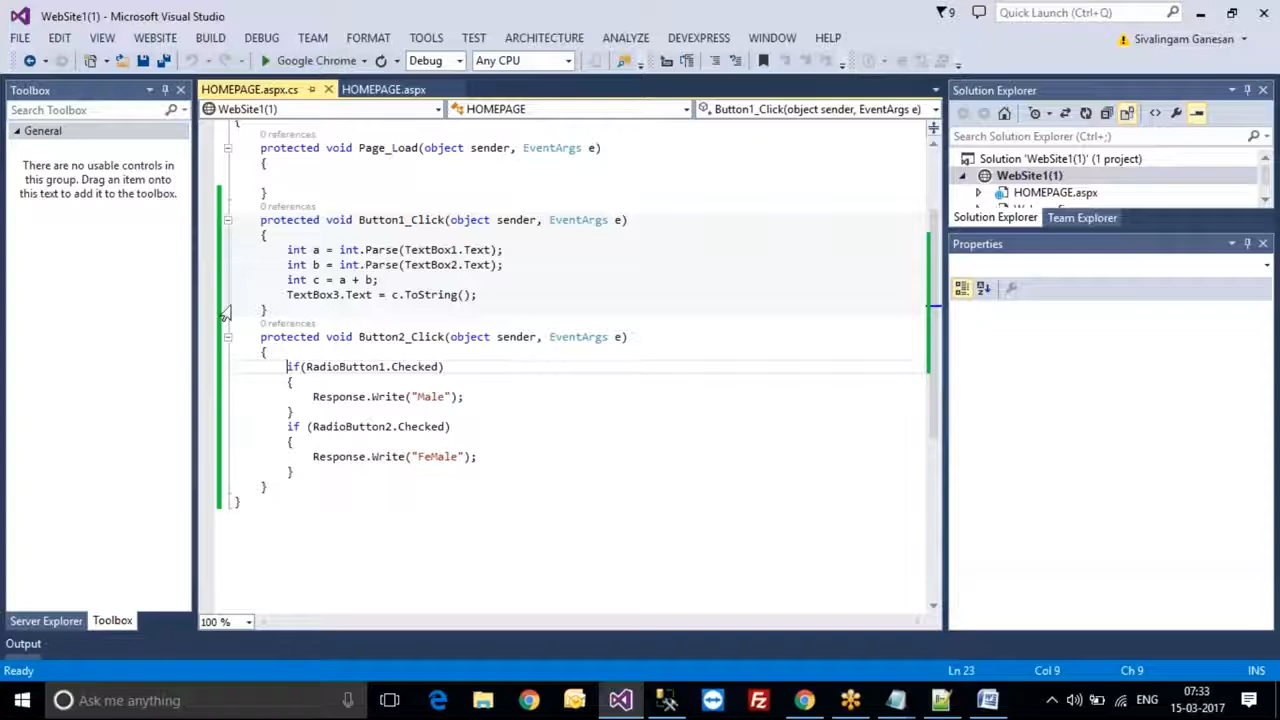 WebSite1(1) - Microsoft Visual Studio
9
Quick Launch (Ctrl+Q)
FILE EDIT VIEW WEBSITE BUILD DEBUG TEAM FORMAT TOOLS TEST ARCHITECTURE ANALYZE DEVEXPRESS WINDOW HELP
Sivalingam Ganesan
Google Chrome Debug Any CPU
Toolbox
Search Toolbox
General
There are no usable controls in
this group. Drag an item onto
this text to add it to the toolbox.
Server Explorer Toolbox
HOMEPAGE.aspx.cs HOMEPAGE.aspx
WebSite1(1) HOMEPAGE Button1_Click(object sender, EventArgs e)
{
0 references
protected void Page_Load(object sender, EventArgs e)
{
}
0 references
protected void Button1_Click(object sender, EventArgs e)
{
int a = int.Parse(TextBox1.Text);
int b = int.Parse(TextBox2.Text);
int c = a + b;
TextBox3.Text = c.ToString();
}
0 references
protected void Button2_Click(object sender, EventArgs e)
{
if(RadioButton1.Checked)
{
Response.Write("Male");
}
if (RadioButton2.Checked)
{
Response.Write("FeMale");
}
}
}
100 %
Solution Explorer
Search Solution Explorer (Ctrl+;)
Solution 'WebSite1(1)' (1 project)
WebSite1(1)
HOMEPAGE.aspx
Solution Explorer Team Explorer
Properties
Output
Ready Ln 23 Col 9 Ch 9 INS
Ask me anything
ENG
07:33
15-03-2017